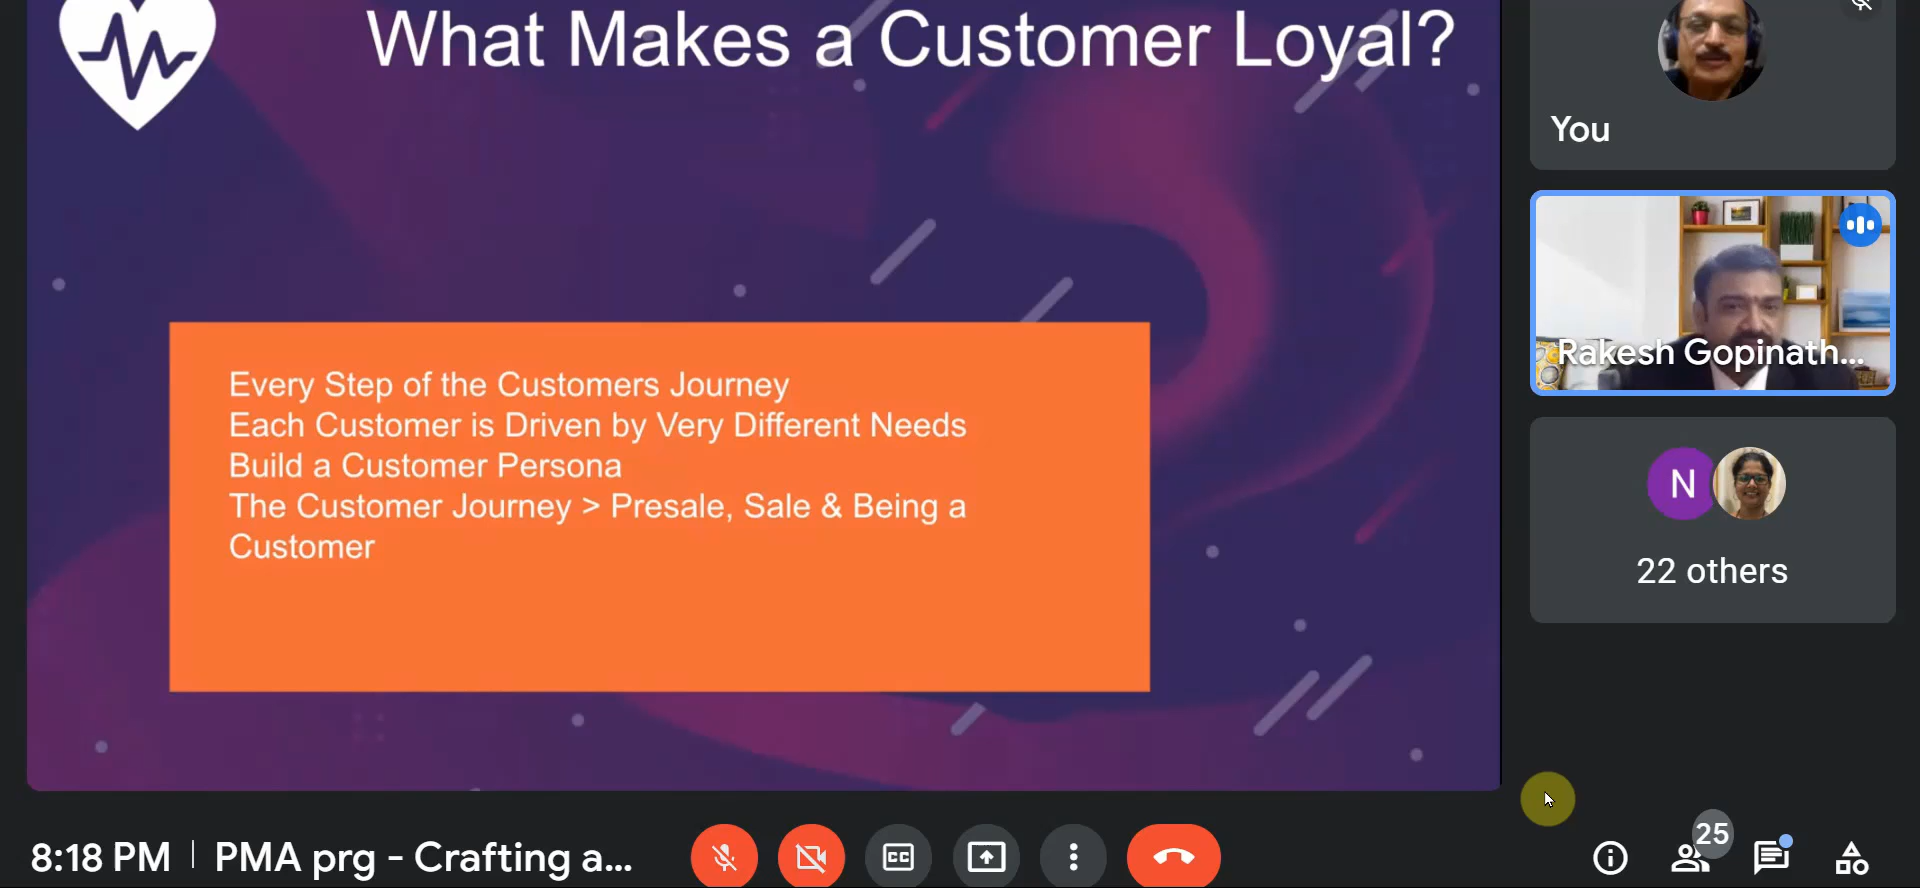 What Makes a Customer Loyal?
Every Step of the Customers Journey
Each Customer is Driven by Very Different Needs
Build a Customer Persona
The Customer Journey > Presale, Sale & Being a
Customer
You
Rakesh Gopinath...
N
22 others
8:18 PM | PMA prg - Crafting a...
CC
25